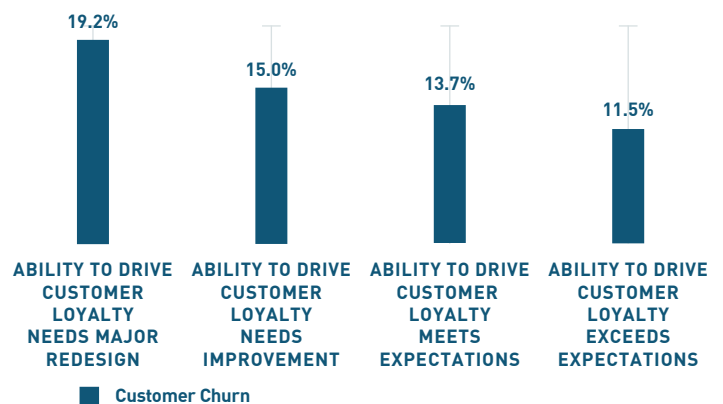 19.2%
15.0%
13.7%
11.5%
ABILITY TO DRIVE
CUSTOMER
LOYALTY
NEEDS MAJOR
REDESIGN
ABILITY TO DRIVE
CUSTOMER
LOYALTY
NEEDS
IMPROVEMENT
ABILITY TO DRIVE
CUSTOMER
LOYALTY
MEETS
EXPECTATIONS
ABILITY TO DRIVE
CUSTOMER
LOYALTY
EXCEEDS
EXPECTATIONS
Customer Churn